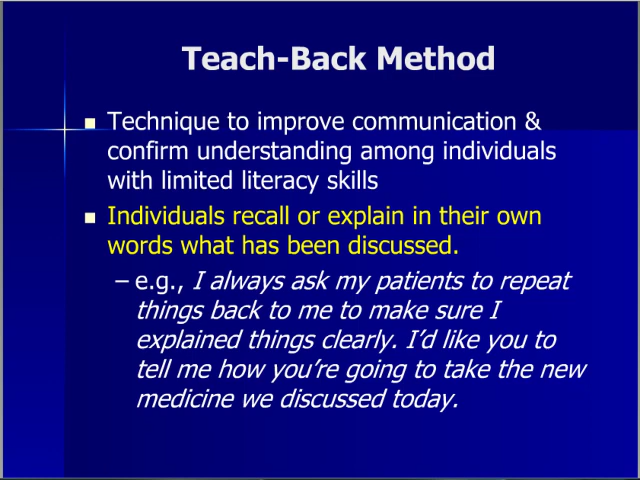 Teach-Back Method
■ Technique to improve communication &
confirm understanding among individuals
with limited literacy skills
■ Individuals recall or explain in their own
words what has been discussed.
– e.g., I always ask my patients to repeat
things back to me to make sure I
explained things clearly. I’d like you to
tell me how you’re going to take the new
medicine we discussed today.